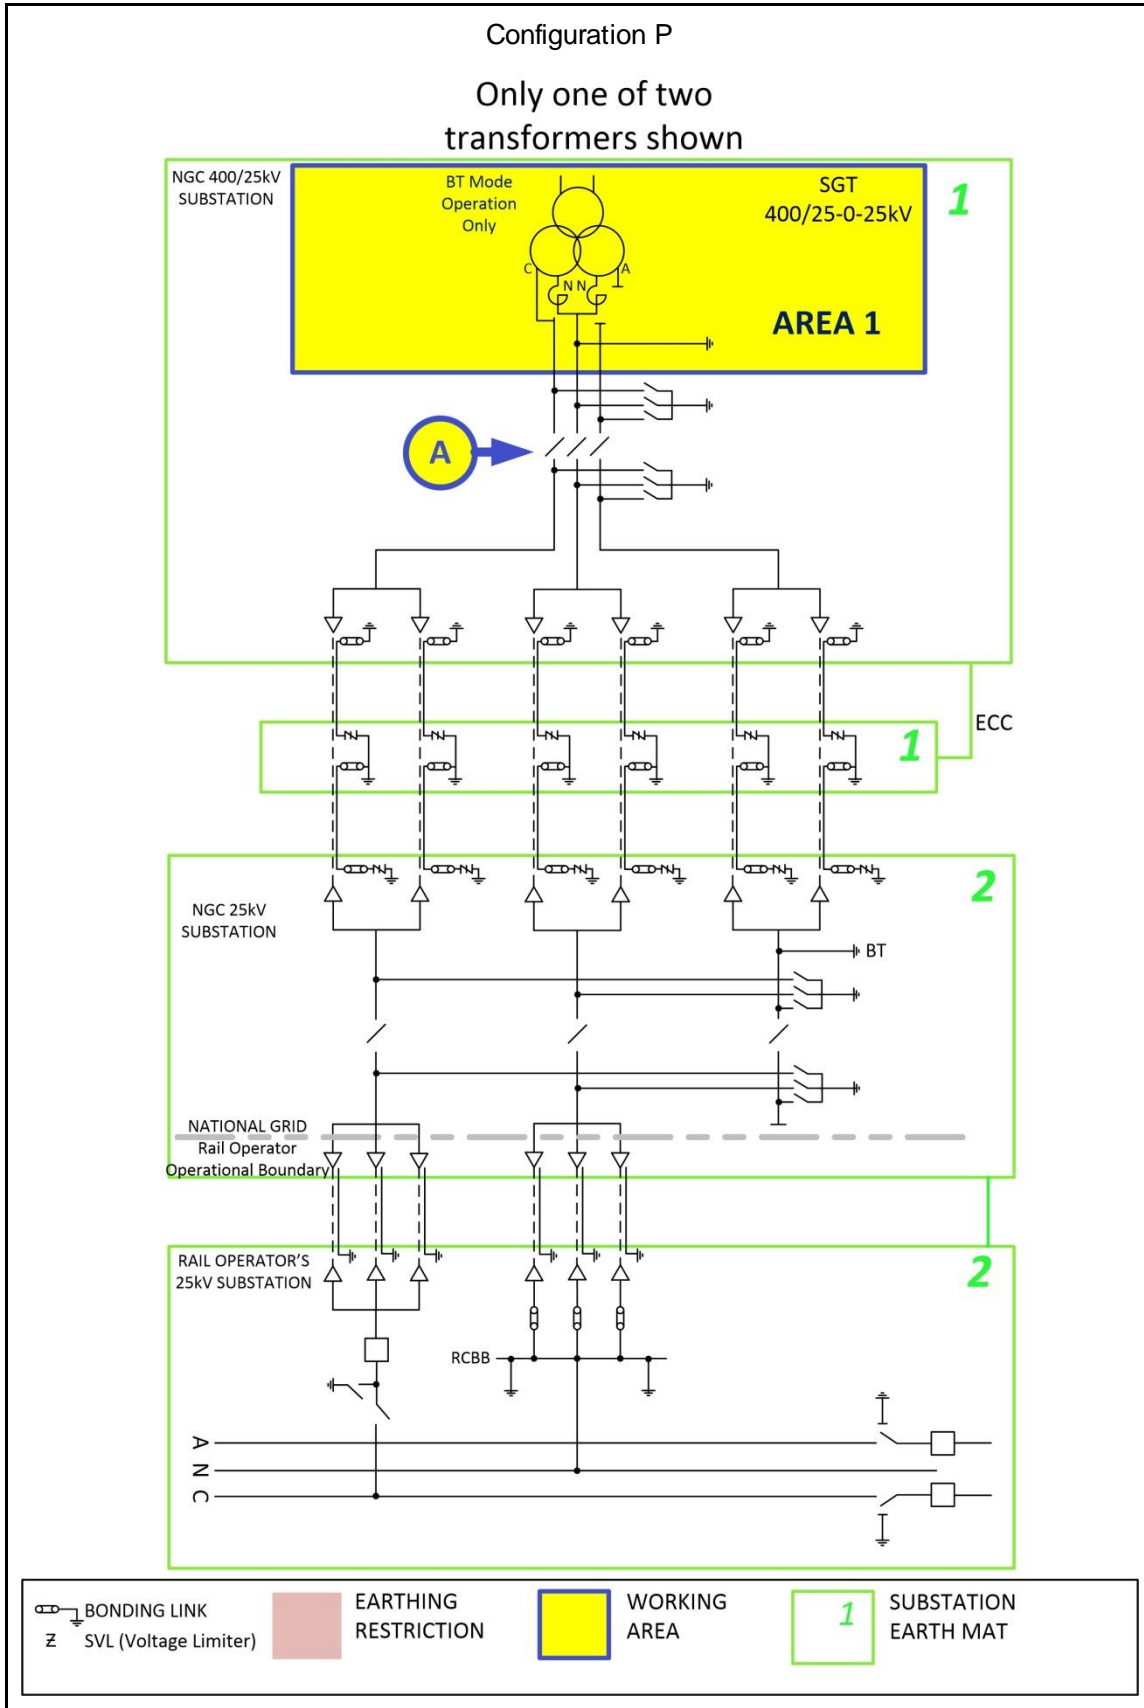 Configuration P
Only one of two
transformers shown
NGC 400/25kV
SUBSTATION
BT Mode
Operation
Only
SGT
400/25-0-25kV
1
C
N N
A
AREA 1
A
ECC
1
2
NGC 25kV
SUBSTATION
BT
NATIONAL GRID
Rail Operator
Operational Boundary
RAIL OPERATOR'S
25kV SUBSTATION
2
RCBB
A
N
C
BONDING LINK
SVL (Voltage Limiter)
EARTHING
RESTRICTION
WORKING
AREA
1
SUBSTATION
EARTH MAT